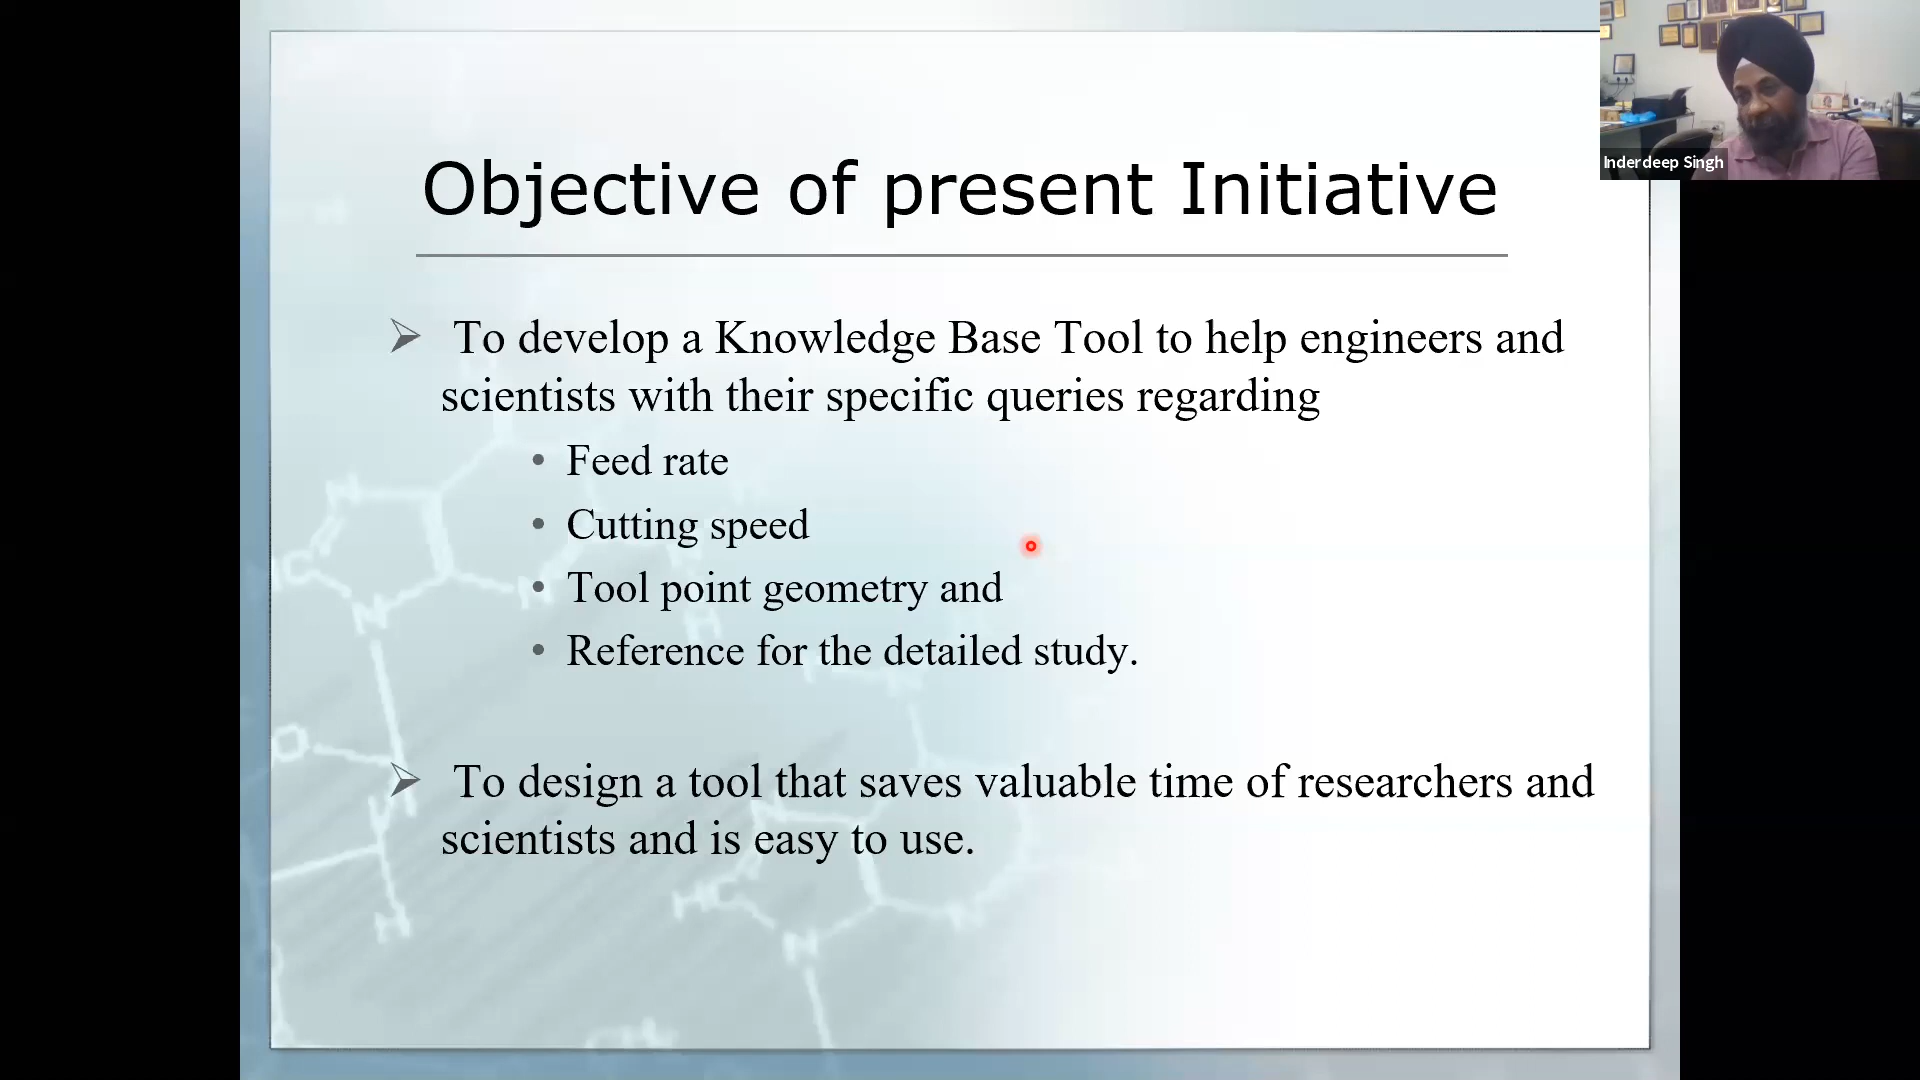 Objective of present Initiative
Inderdeep Singh
➢ To develop a Knowledge Base Tool to help engineers and
scientists with their specific queries regarding
• Feed rate
• Cutting speed
• Tool point geometry and
• Reference for the detailed study.
➢ To design a tool that saves valuable time of researchers and
scientists and is easy to use.